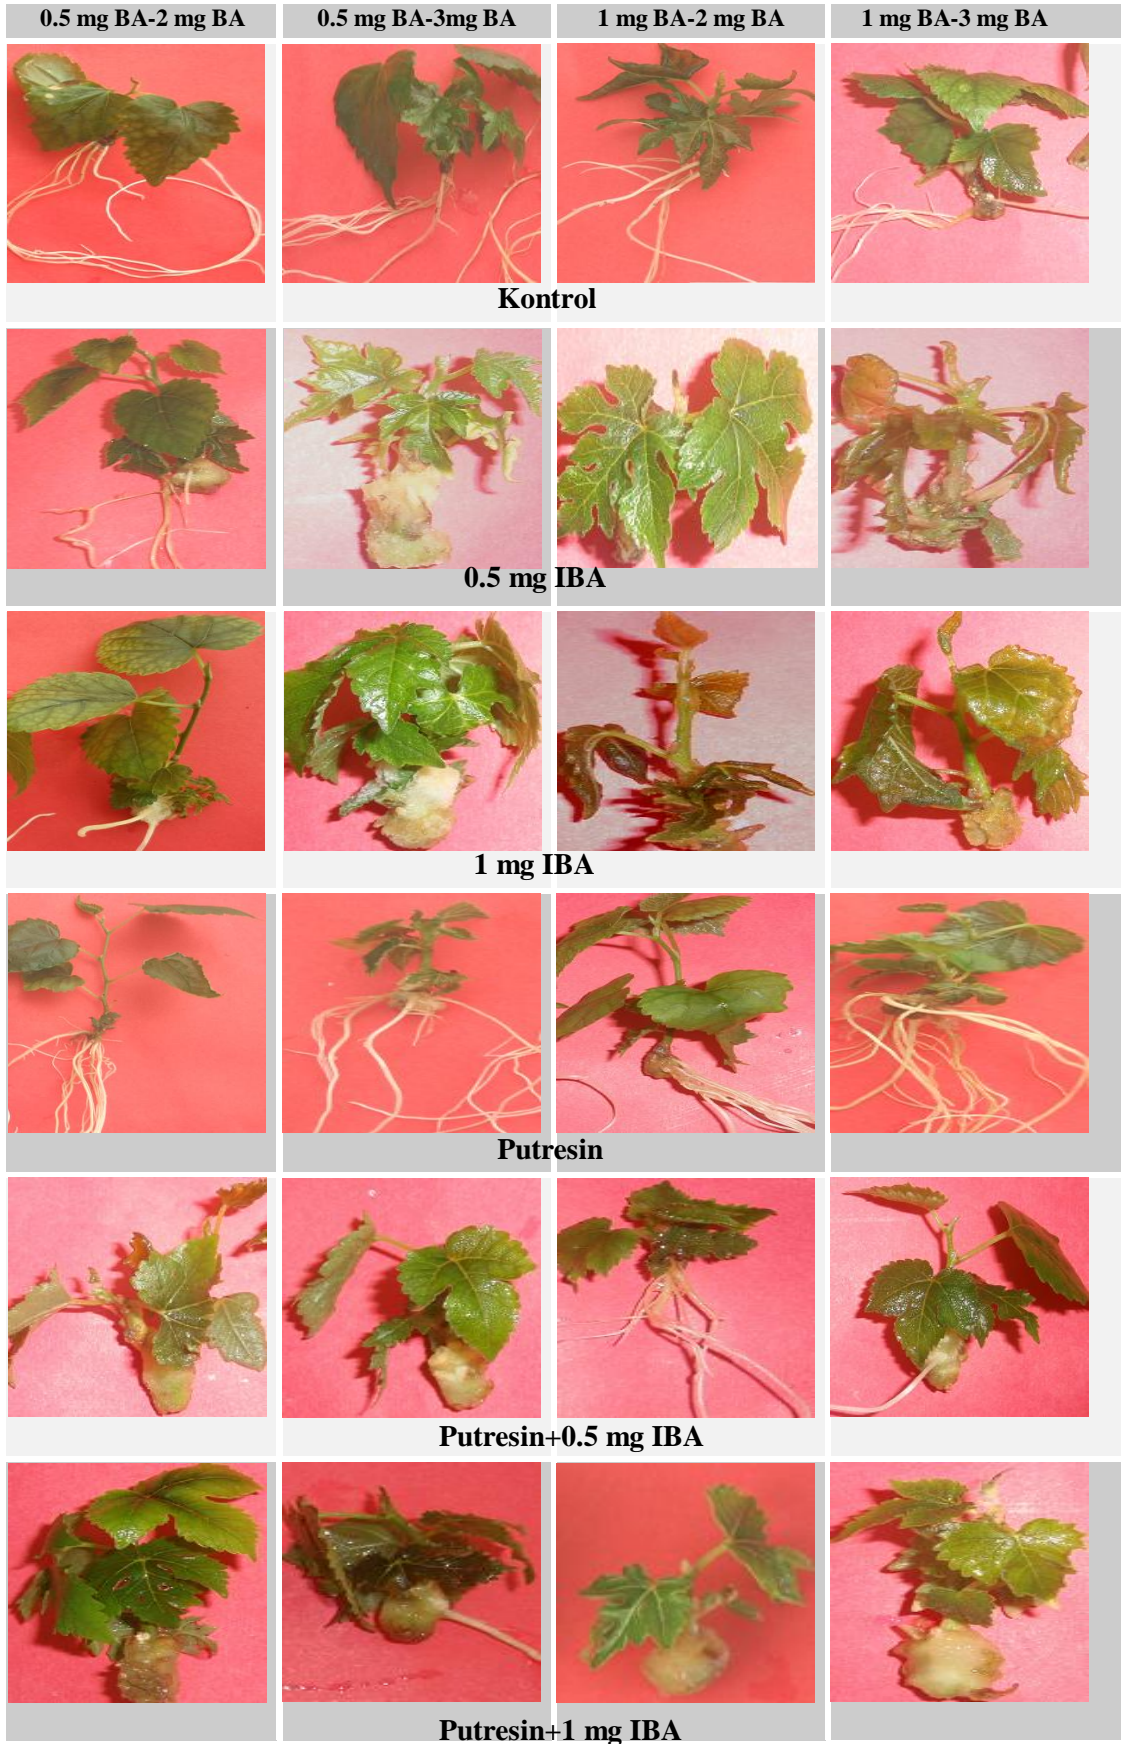 0.5 mg BA-2 mg BA
0.5 mg BA-3mg BA
1 mg BA-2 mg BA
1 mg BA-3 mg BA
Kontrol
0.5 mg IBA
1 mg IBA
Putresin
Putresin+0.5 mg IBA
Putresin+1 mg IBA